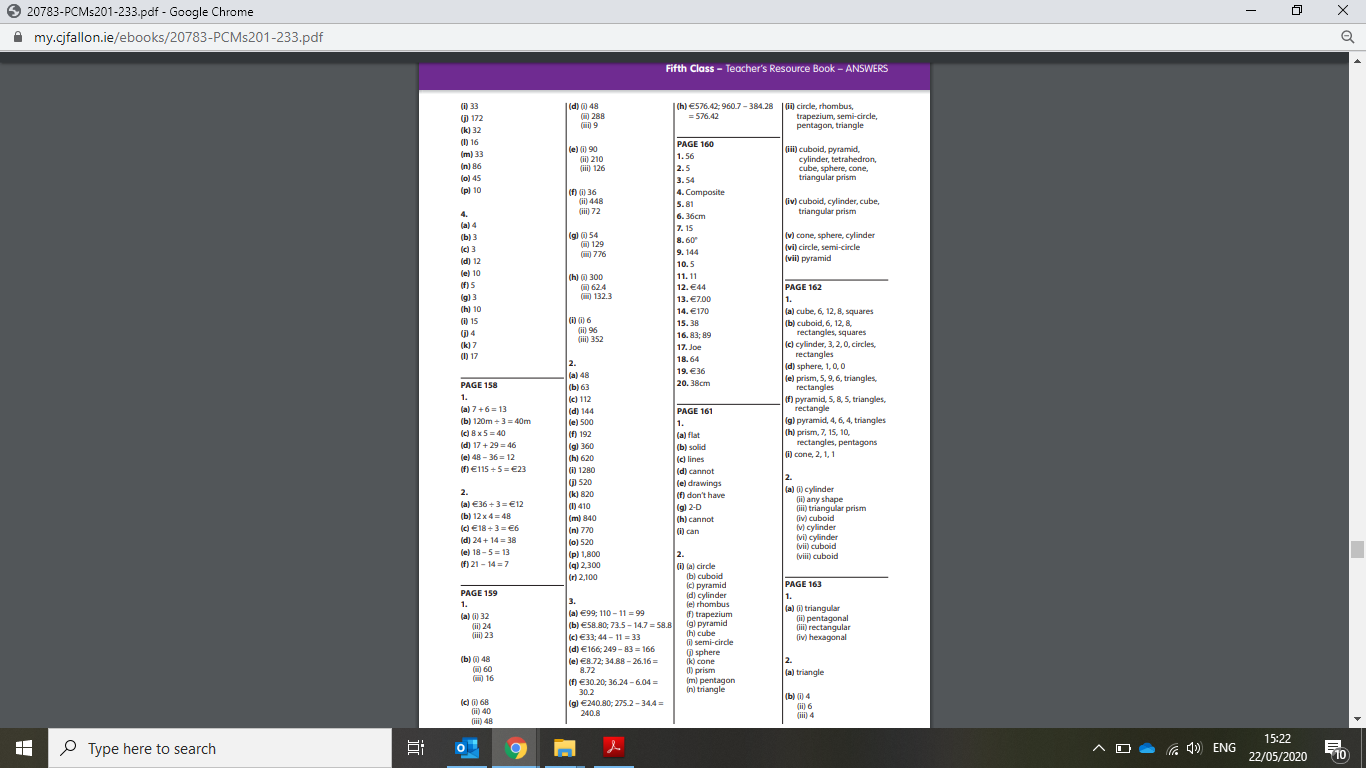 20783-PCMs201-233.pdf - Google Chrome
my.cjfallon.ie/ebooks/20783-PCMs201-233.pdf
Fifth Class – Teacher's Resource Book – ANSWERS
(i) 33
(j) 172
(k) 32
(l) 16
(m) 33
(n) 86
(o) 45
(p) 10
4.
(a) 4
(b) 3
(c) 3
(d) 12
(e) 10
(f) 5
(g) 3
(h) 10
(i) 15
(j) 4
(k) 7
(l) 17
PAGE 158
1.
(a) 7 + 6 = 13
(b) 120m ÷ 3 = 40m
(c) 8 x 5 = 40
(d) 17 + 29 = 46
(e) 48 – 36 = 12
(f) €115 ÷ 5 = €23
2.
(a) €36 ÷ 3 = €12
(b) 12 x 4 = 48
(c) €18 ÷ 3 = €6
(d) 24 + 14 = 38
(e) 18 – 5 = 13
(f) 21 – 14 = 7
PAGE 159
1.
(a) (i) 32
(ii) 24
(iii) 23
(b) (i) 48
(ii) 60
(iii) 16
(c) (i) 68
(ii) 40
(iii) 48
(d) (i) 48
(ii) 288
(iii) 9
(e) (i) 90
(ii) 210
(iii) 126
(f) (i) 36
(ii) 448
(iii) 72
(g) (i) 54
(ii) 129
(iii) 776
(h) (i) 300
(ii) 62.4
(iii) 132.3
(i) (i) 6
(ii) 96
(iii) 352
2.
(a) 48
(b) 63
(c) 112
(d) 144
(e) 500
(f) 192
(g) 360
(h) 620
(i) 1280
(j) 520
(k) 820
(l) 410
(m) 840
(n) 770
(o) 520
(p) 1,800
(q) 2,300
(r) 2,100
3.
(a) €99; 110 – 11 = 99
(b) €58.80; 73.5 – 14.7 = 58.8
(c) €33; 44 – 11 = 33
(d) €166; 249 – 83 = 166
(e) €8.72; 34.88 – 26.16 =
8.72
(f) €30.20; 36.24 – 6.04 =
30.2
(g) €240.80; 275.2 – 34.4 =
240.8
(h) €576.42; 960.7 – 384.28
= 576.42
PAGE 160
1. 56
2. 5
3. 54
4. Composite
5. 81
6. 36cm
7. 15
8. 60°
9. 144
10. 5
11. 11
12. €44
13. €7.00
14. €170
15. 38
16. 83; 89
17. Joe
18. 64
19. €36
20. 38cm
PAGE 161
1.
(a) flat
(b) solid
(c) lines
(d) cannot
(e) drawings
(f) don't have
(g) 2-D
(h) cannot
(i) can
2.
(i) (a) circle
(b) cuboid
(c) pyramid
(d) cylinder
(e) rhombus
(f) trapezium
(g) pyramid
(h) cube
(i) semi-circle
(j) sphere
(k) cone
(l) prism
(m) pentagon
(n) triangle
(ii) circle, rhombus,
trapezium, semi-circle,
pentagon, triangle
(iii) cuboid, pyramid,
cylinder, tetrahedron,
cube, sphere, cone,
triangular prism
(iv) cuboid, cylinder, cube,
triangular prism
(v) cone, sphere, cylinder
(vi) circle, semi-circle
(vii) pyramid
PAGE 162
1.
(a) cube, 6, 12, 8, squares
(b) cuboid, 6, 12, 8,
rectangles, squares
(c) cylinder, 3, 2, 0, circles,
rectangles
(d) sphere, 1, 0, 0
(e) prism, 5, 9, 6, triangles,
rectangles
(f) pyramid, 5, 8, 5, triangles,
rectangle
(g) pyramid, 4, 6, 4, triangles
(h) prism, 7, 15, 10,
rectangles, pentagons
(i) cone, 2, 1, 1
2.
(a) (i) cylinder
(ii) any shape
(iii) triangular prism
(iv) cuboid
(v) cylinder
(vi) cylinder
(vii) cuboid
(viii) cuboid
PAGE 163
1.
(a) (i) triangular
(ii) pentagonal
(iii) rectangular
(iv) hexagonal
2.
(a) triangle
(b) (i) 4
(ii) 6
(iii) 4
Type here to search
ENG
15:22
22/05/2020
10